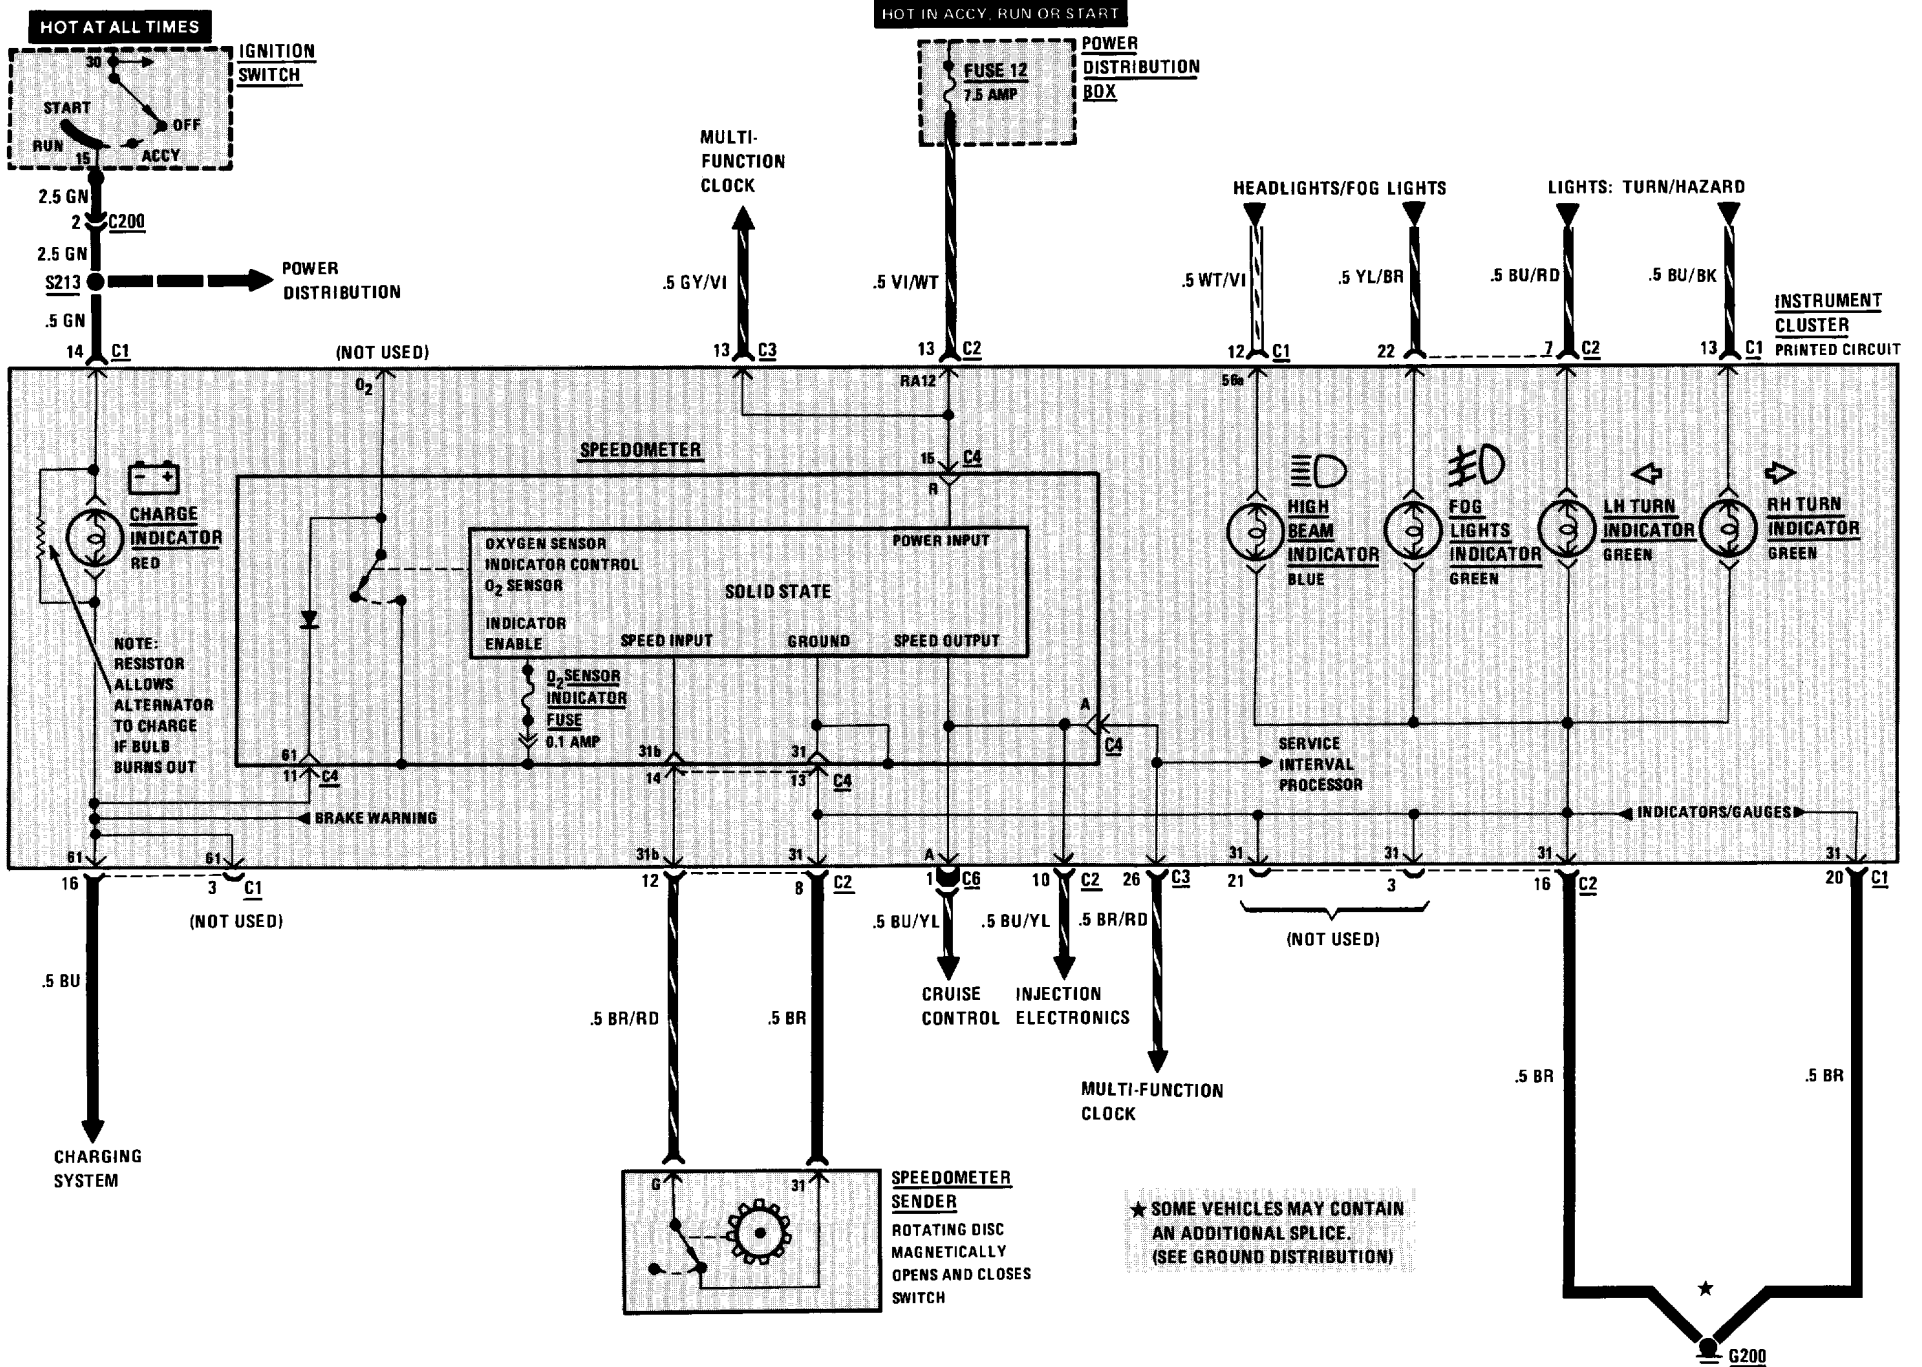 HOT AT ALL TIMES
IGNITION
SWITCH
30
START
OFF
RUN
15
ACCY
2.5 GN
2
C200
2.5 GN
S213
POWER
DISTRIBUTION
.5 GN
14
C1
(NOT USED)
MULTI-
FUNCTION
CLOCK
.5 GY/VI
13
C3
HOT IN ACCY, RUN OR START
POWER
DISTRIBUTION
BOX
FUSE 12
7.5 AMP
.5 VI/WT
13
C2
HEADLIGHTS/FOG LIGHTS
LIGHTS: TURN/HAZARD
.5 WT/VI
.5 YL/BR
.5 BU/RD
.5 BU/BK
12
C1
22
7
C2
13
C1
INSTRUMENT
CLUSTER
PRINTED CIRCUIT
O2
RA12
56a
SPEEDOMETER
15
C4
R
CHARGE
INDICATOR
RED
OXYGEN SENSOR
INDICATOR CONTROL
O2 SENSOR
POWER INPUT
SOLID STATE
INDICATOR
ENABLE
SPEED INPUT
GROUND
SPEED OUTPUT
HIGH
BEAM
INDICATOR
BLUE
FOG
LIGHTS
INDICATOR
GREEN
LH TURN
INDICATOR
GREEN
RH TURN
INDICATOR
GREEN
NOTE:
RESISTOR
ALLOWS
ALTERNATOR
TO CHARGE
IF BULB
BURNS OUT
O2 SENSOR
INDICATOR
FUSE
0.1 AMP
A
C4
61
11
C4
31b
14
31
13
C4
SERVICE
INTERVAL
PROCESSOR
BRAKE WARNING
INDICATORS/GAUGES
61
61
31b
31
A
31
31
31
31
16
3
C1
12
8
C2
1
C6
10
C2
26
C3
21
3
16
C2
20
C1
(NOT USED)
(NOT USED)
.5 BU/YL
.5 BU/YL
.5 BR/RD
.5 BU
.5 BR/RD
.5 BR
CRUISE
CONTROL
INJECTION
ELECTRONICS
MULTI-FUNCTION
CLOCK
.5 BR
.5 BR
CHARGING
SYSTEM
G
31
SPEEDOMETER
SENDER
ROTATING DISC
MAGNETICALLY
OPENS AND CLOSES
SWITCH
★ SOME VEHICLES MAY CONTAIN
AN ADDITIONAL SPLICE.
(SEE GROUND DISTRIBUTION)
★
G200